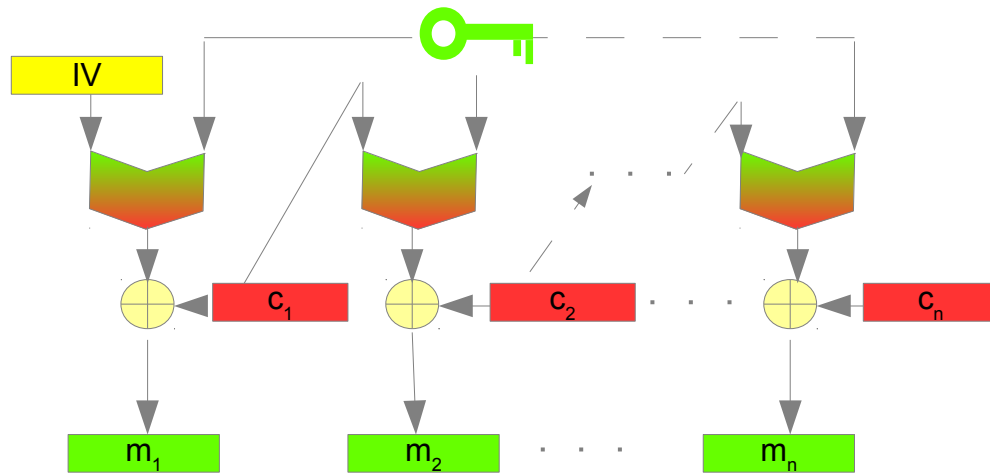 IV
c₁
c₂
. . .
cₙ
m₁
m₂
. . .
mₙ